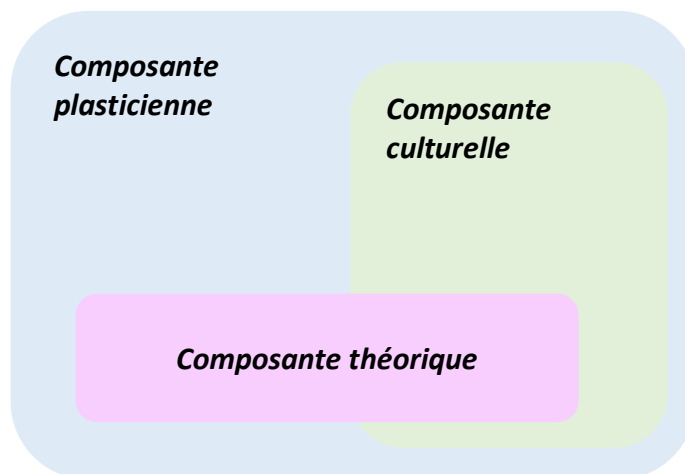 Composante
plasticienne
Composante
culturelle
Composante théorique